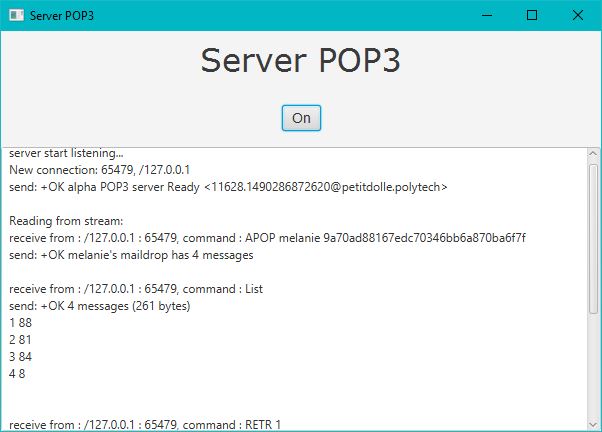 Server POP3
Server POP3
On
server start listening...
New connection: 65479, /127.0.0.1
send: +OK alpha POP3 server Ready <11628.1490286872620@petitdolle.polytech>
Reading from stream:
receive from : /127.0.0.1 : 65479, command : APOP melanie 9a70ad88167edc70346bb6a870ba6f7f
send: +OK melanie's maildrop has 4 messages
receive from : /127.0.0.1 : 65479, command : List
send: +OK 4 messages (261 bytes)
1 88
2 81
3 84
4 8
receive from : /127.0.0.1 : 65479, command : RETR 1